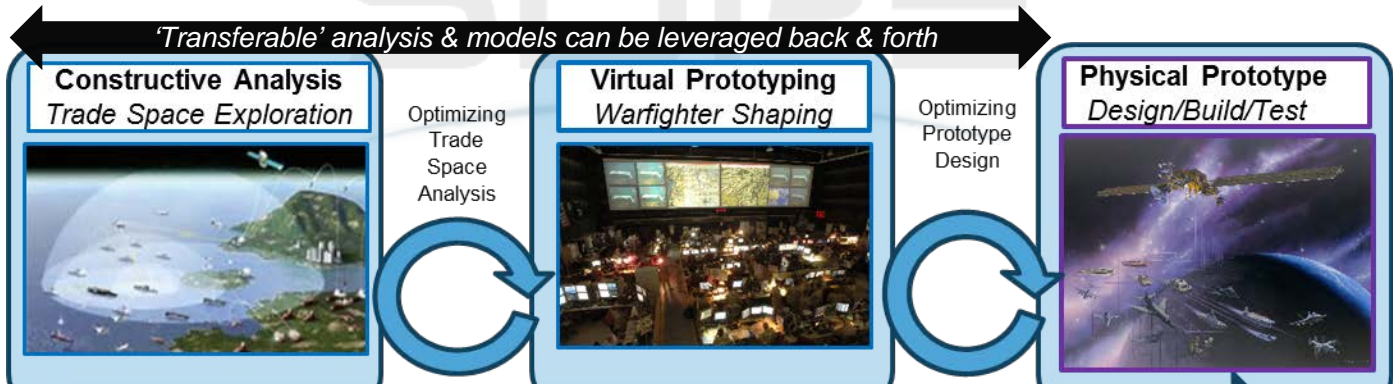 ‘Transferable’ analysis & models can be leveraged back & forth
Constructive Analysis
Trade Space Exploration
Optimizing
Trade
Space
Analysis
Virtual Prototyping
Warfighter Shaping
Optimizing
Prototype
Design
Physical Prototype
Design/Build/Test